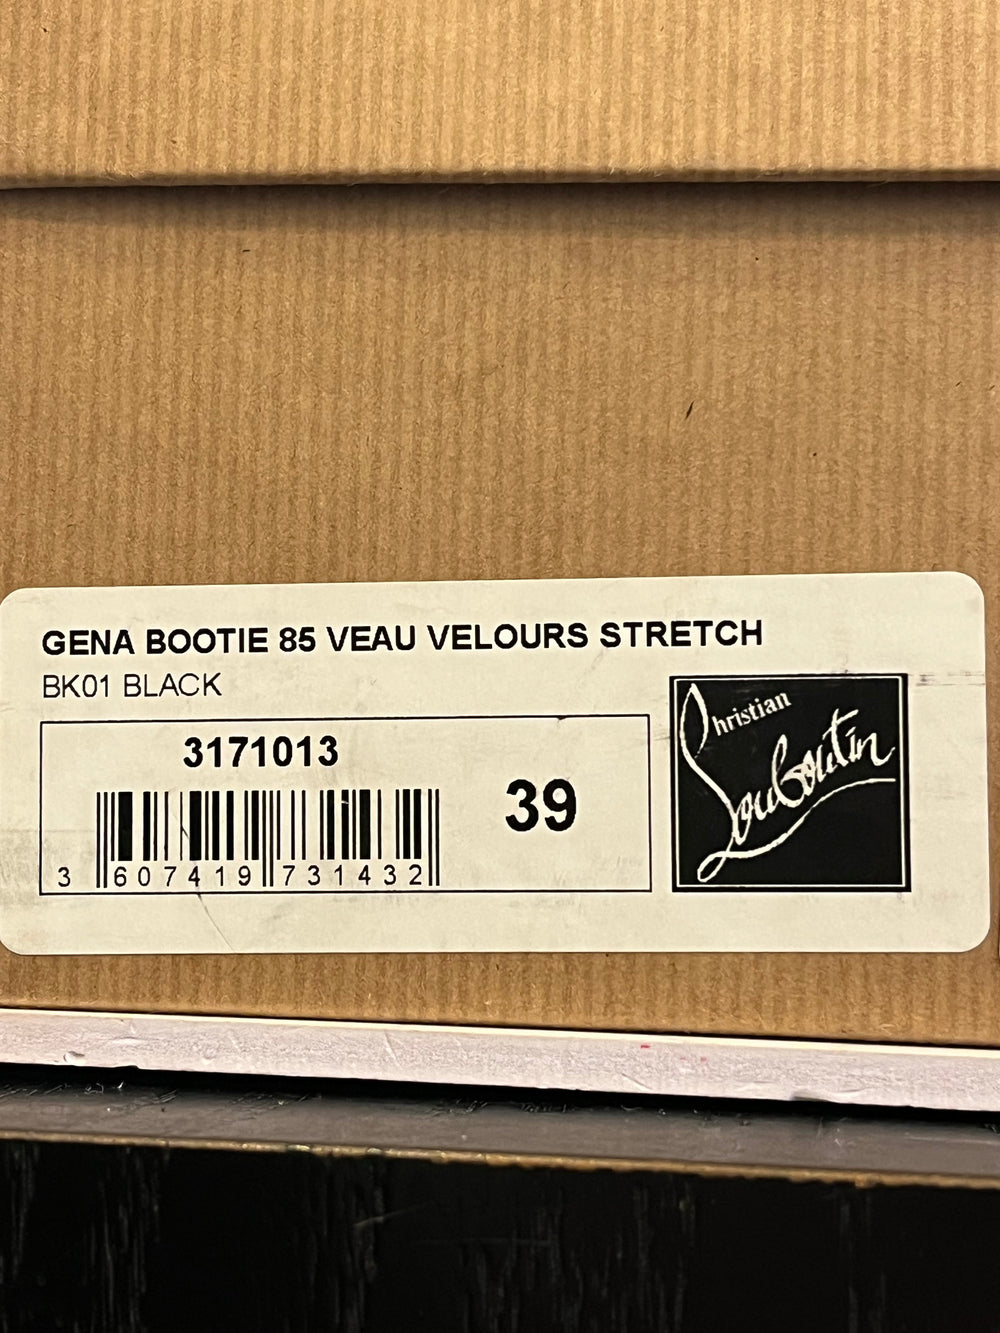 GENA BOOTIE 85 VEAU VELOURS STRETCH
BK01 BLACK
3171013
39
3 607419 731432
Christian
Louboutin